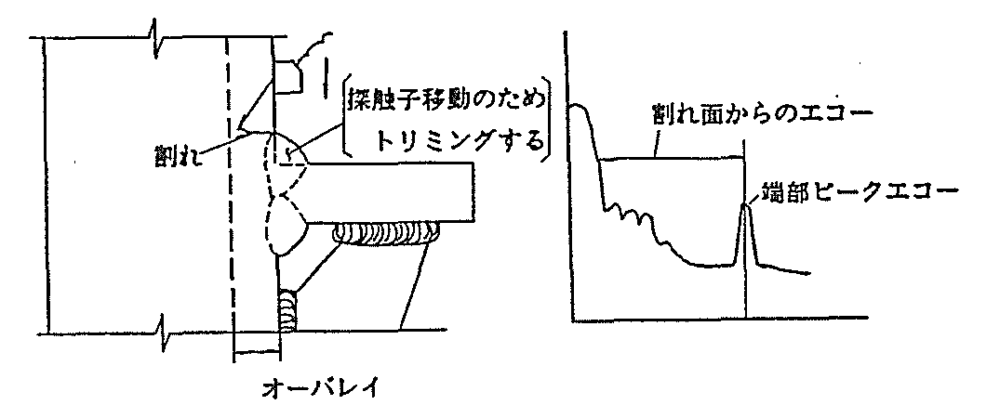 探触子移動のため
トリミングする
割れ
オーバレイ
割れ面からのエコー
端部ピークエコー